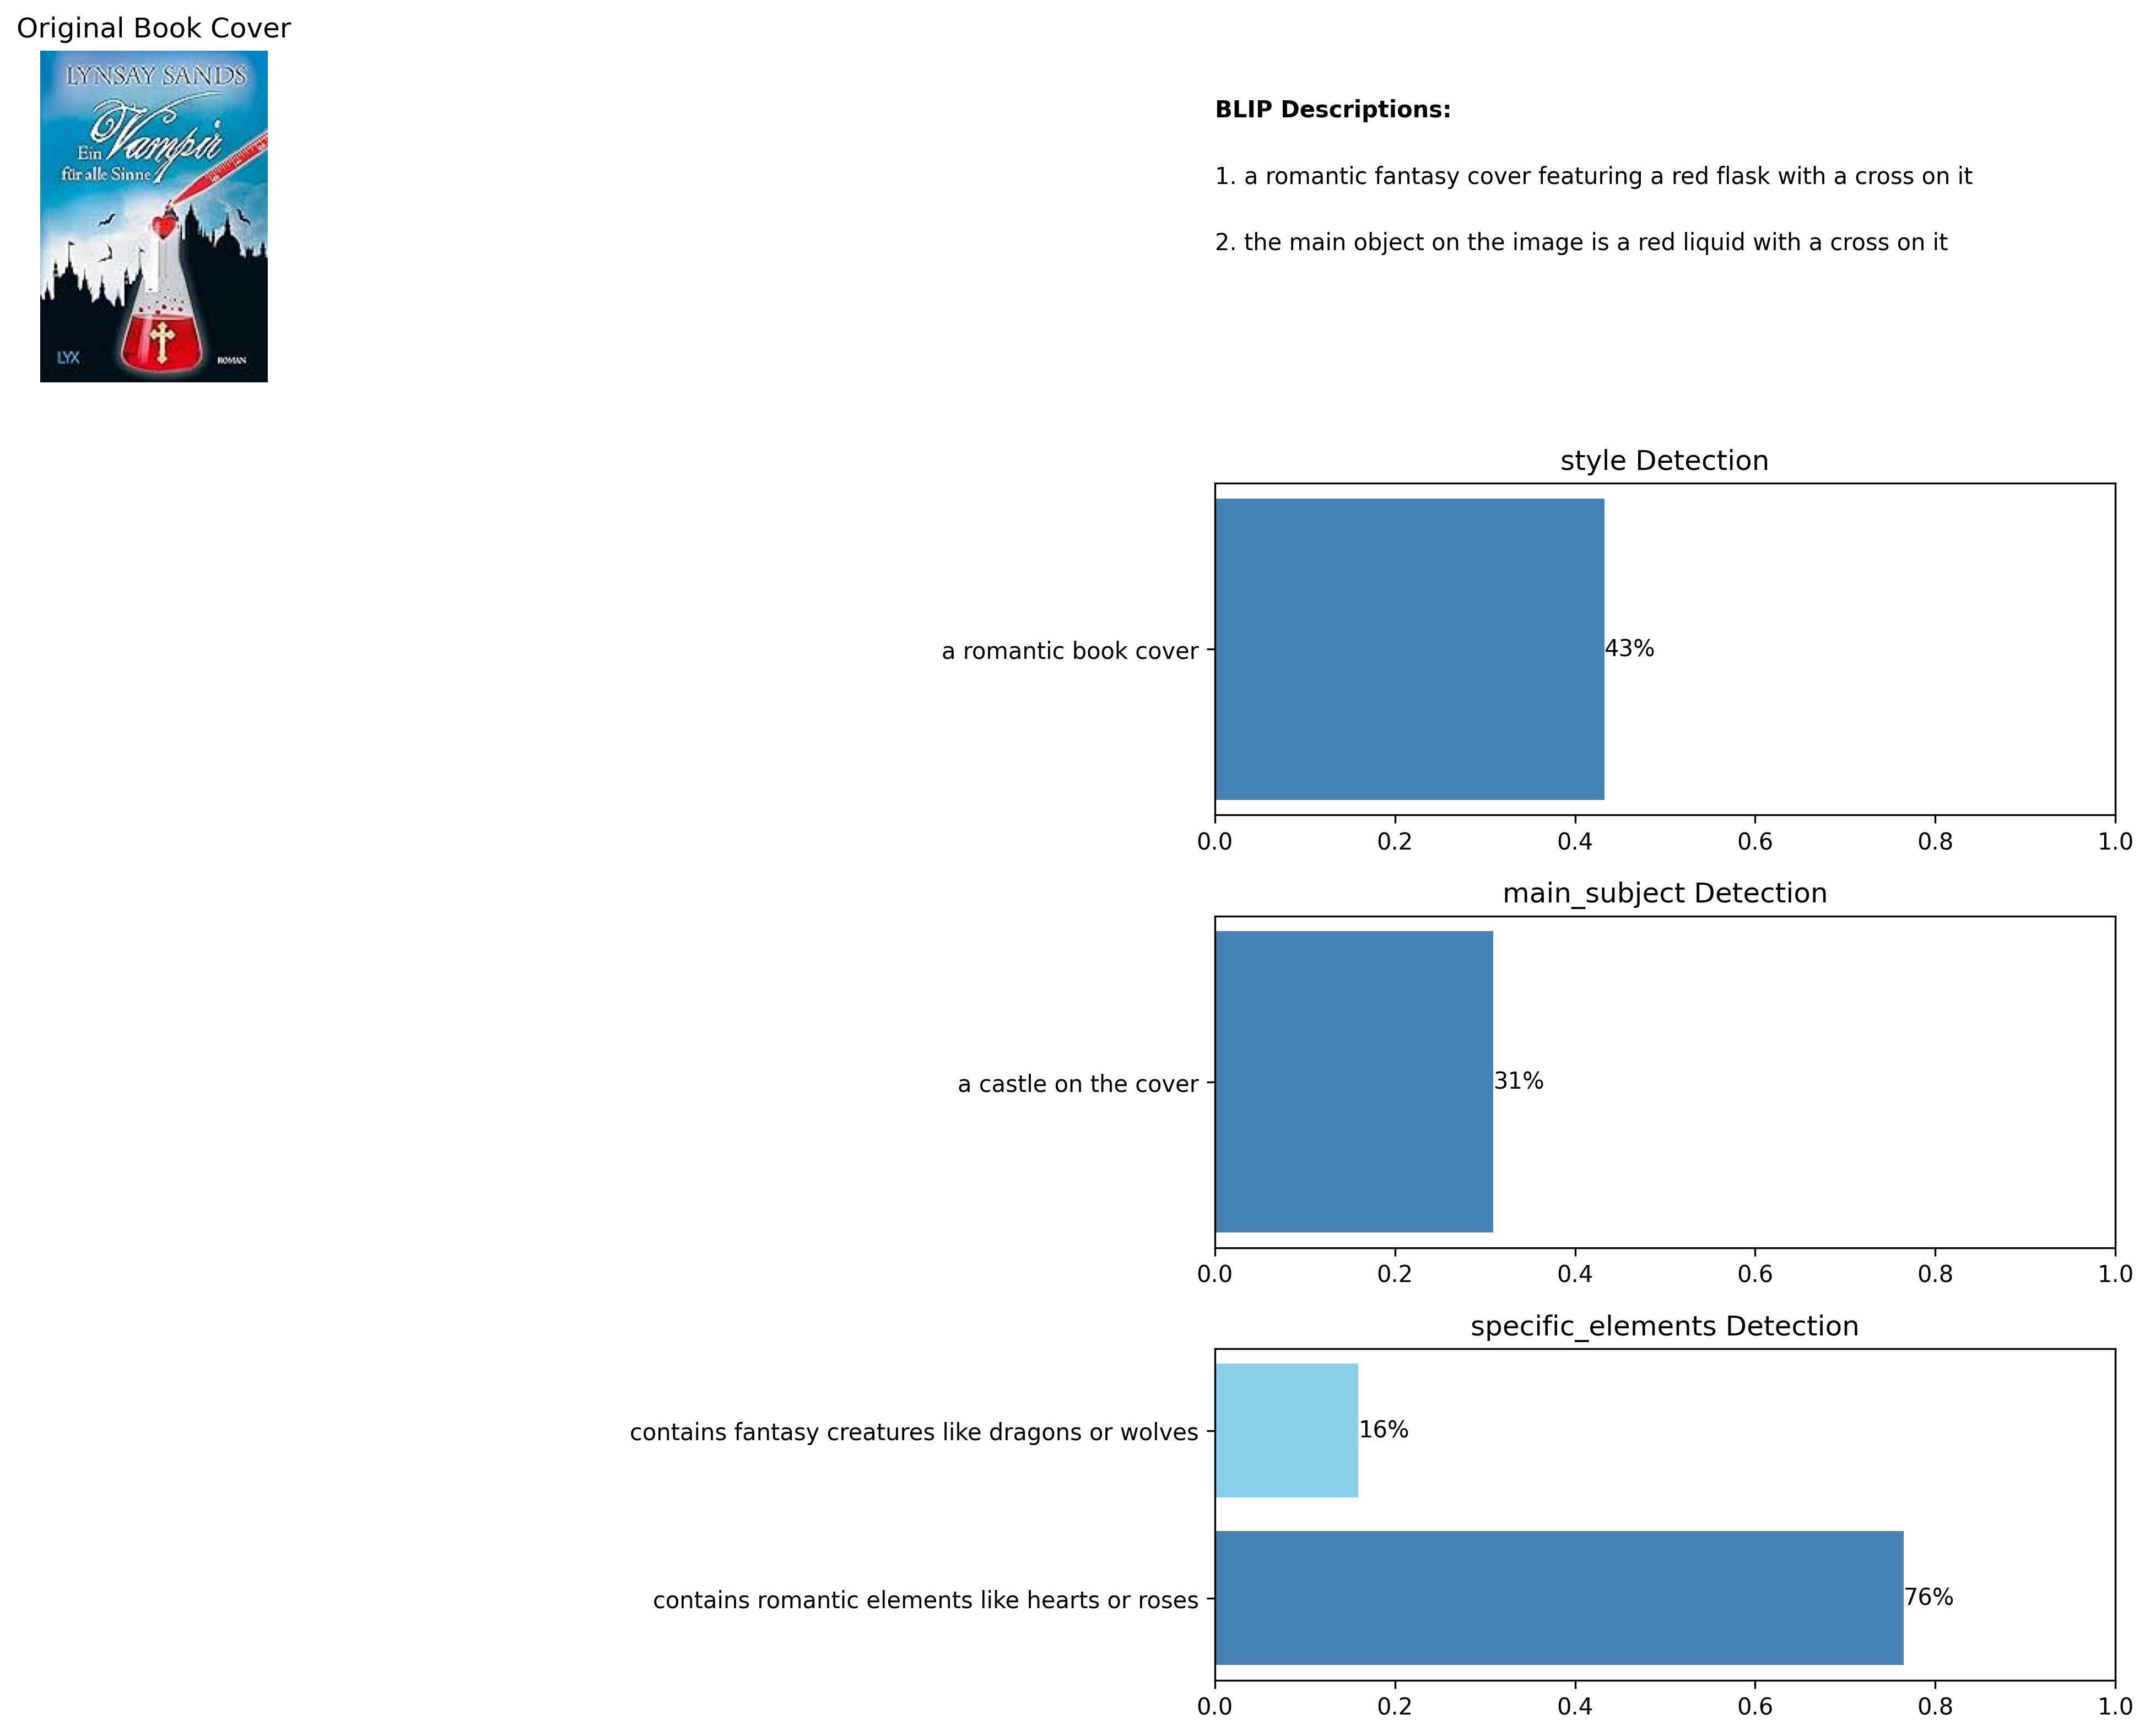 Original Book Cover
LYNSAY SANDS
Ein Vampir
für alle Sinne
LYX
ROMAN
BLIP Descriptions:
1. a romantic fantasy cover featuring a red flask with a cross on it
2. the main object on the image is a red liquid with a cross on it
style Detection
a romantic book cover
43%
0.0 0.2 0.4 0.6 0.8 1.0
main_subject Detection
a castle on the cover
31%
0.0 0.2 0.4 0.6 0.8 1.0
specific_elements Detection
contains fantasy creatures like dragons or wolves
16%
contains romantic elements like hearts or roses
76%
0.0 0.2 0.4 0.6 0.8 1.0